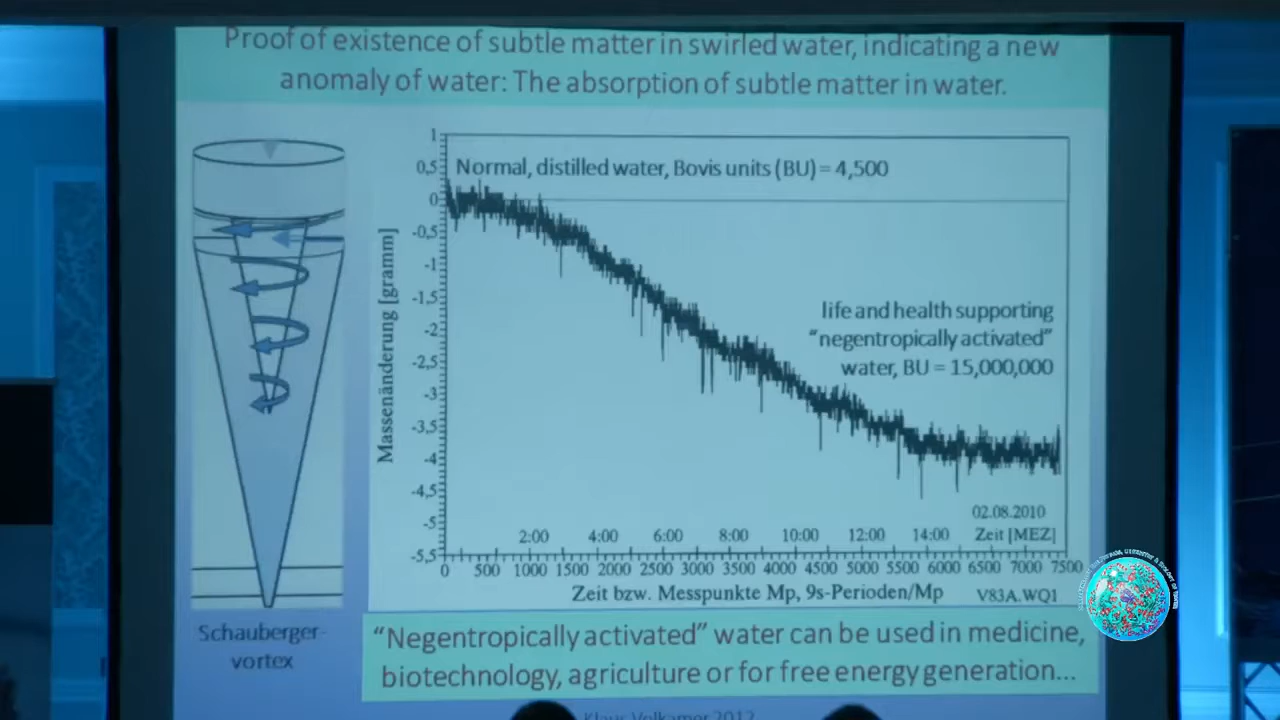 Proof of existence of subtle matter in swirled water, indicating a new
anomaly of water: The absorption of subtle matter in water.
Normal, distilled water, Bovis units (BU) = 4,500
life and health supporting
"negentropically activated"
water, BU = 15,000,000
Massenänderung [gramm]
1
0,5
0
-0,5
-1
-1,5
-2
-2,5
-3
-3,5
-4
-4,5
-5
-5,5
02.08.2010
2:00 4:00 6:00 8:00 10:00 12:00 14:00 Zeit [MEZ]
0 500 1000 1500 2000 2500 3000 3500 4000 4500 5000 5500 6000 6500 7000 7500
Zeit bzw. Messpunkte Mp, 9s-Perioden/Mp
V83A.WQ1
Schauberger-
vortex
"Negentropically activated" water can be used in medicine,
biotechnology, agriculture or for free energy generation...
Klaus Volkamer 2012